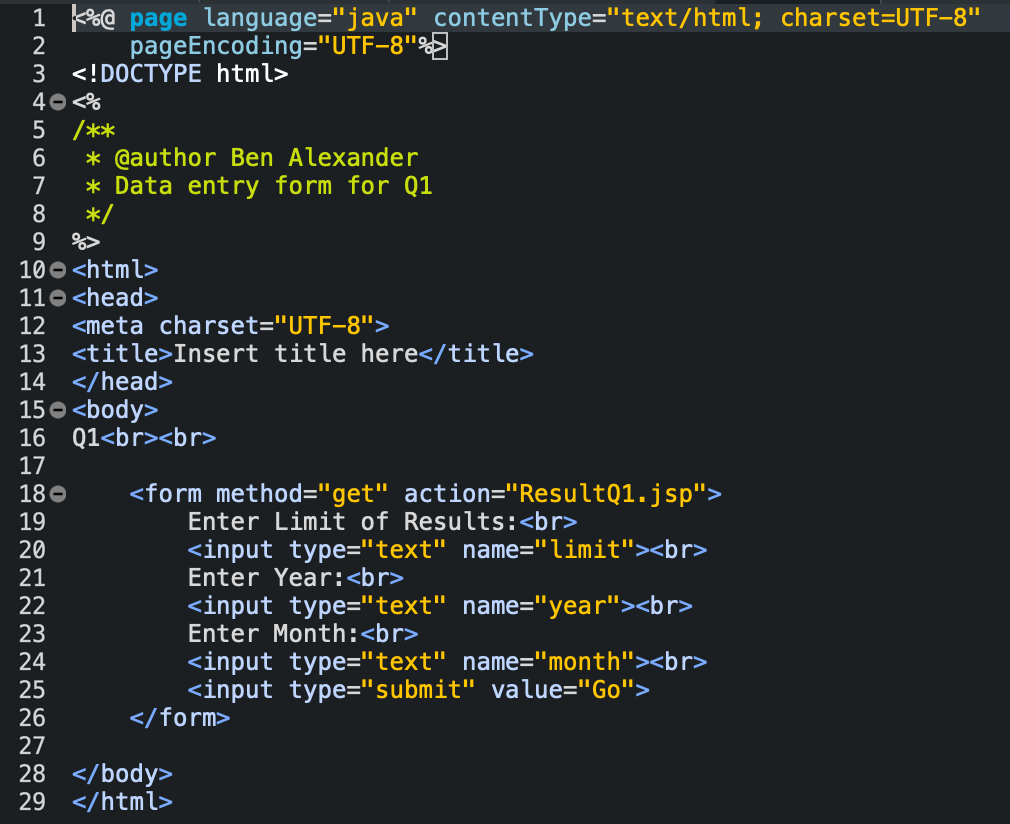 1 <%@ page language="java" contentType="text/html; charset=UTF-8"
2     pageEncoding="UTF-8"%>
3 <!DOCTYPE html>
4 <%
5 /**
6  * @author Ben Alexander
7  * Data entry form for Q1
8  */
9 %>
10 <html>
11 <head>
12 <meta charset="UTF-8">
13 <title>Insert title here</title>
14 </head>
15 <body>
16 Q1<br><br>
17
18     <form method="get" action="ResultQ1.jsp">
19         Enter Limit of Results:<br>
20         <input type="text" name="limit"><br>
21         Enter Year:<br>
22         <input type="text" name="year"><br>
23         Enter Month:<br>
24         <input type="text" name="month"><br>
25         <input type="submit" value="Go">
26     </form>
27
28 </body>
29 </html>